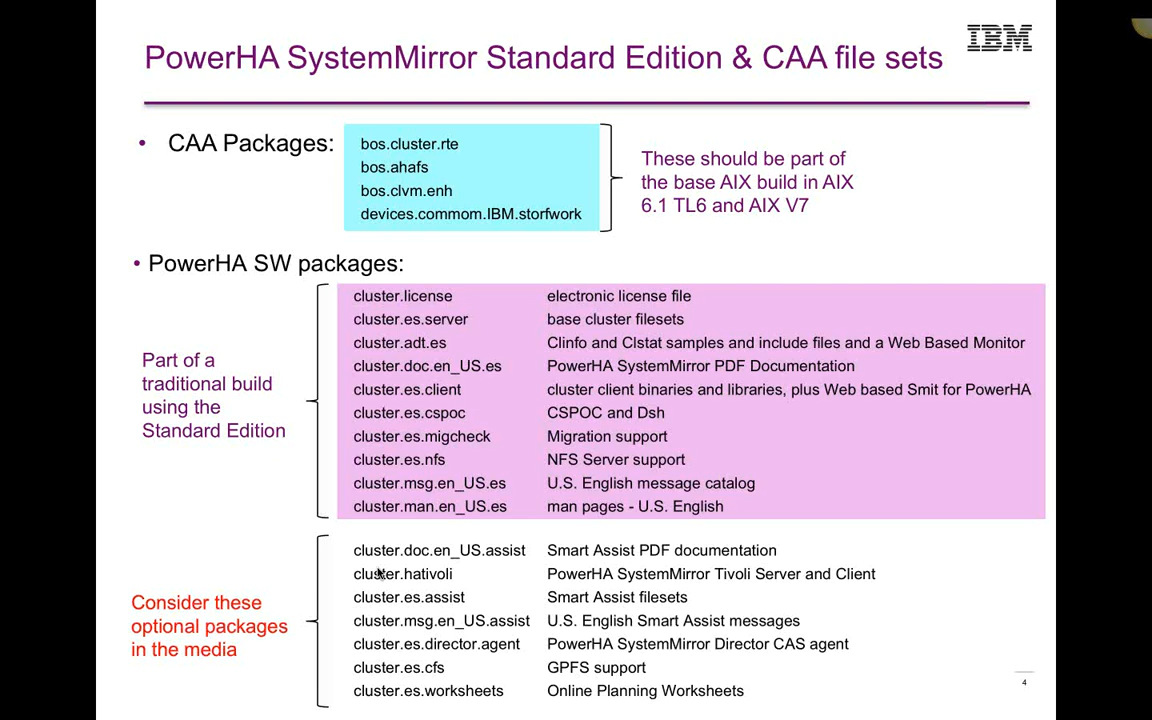 PowerHA SystemMirror Standard Edition & CAA file sets
IBM
• CAA Packages:
bos.cluster.rte
bos.ahafs
bos.clvm.enh
devices.commom.IBM.storfwork
These should be part of
the base AIX build in AIX
6.1 TL6 and AIX V7
• PowerHA SW packages:
Part of a
traditional build
using the
Standard Edition
cluster.license electronic license file
cluster.es.server base cluster filesets
cluster.adt.es Clinfo and Clstat samples and include files and a Web Based Monitor
cluster.doc.en_US.es PowerHA SystemMirror PDF Documentation
cluster.es.client cluster client binaries and libraries, plus Web based Smit for PowerHA
cluster.es.cspoc CSPOC and Dsh
cluster.es.migcheck Migration support
cluster.es.nfs NFS Server support
cluster.msg.en_US.es U.S. English message catalog
cluster.man.en_US.es man pages - U.S. English
Consider these
optional packages
in the media
cluster.doc.en_US.assist Smart Assist PDF documentation
cluster.hativoli PowerHA SystemMirror Tivoli Server and Client
cluster.es.assist Smart Assist filesets
cluster.msg.en_US.assist U.S. English Smart Assist messages
cluster.es.director.agent PowerHA SystemMirror Director CAS agent
cluster.es.cfs GPFS support
cluster.es.worksheets Online Planning Worksheets
4